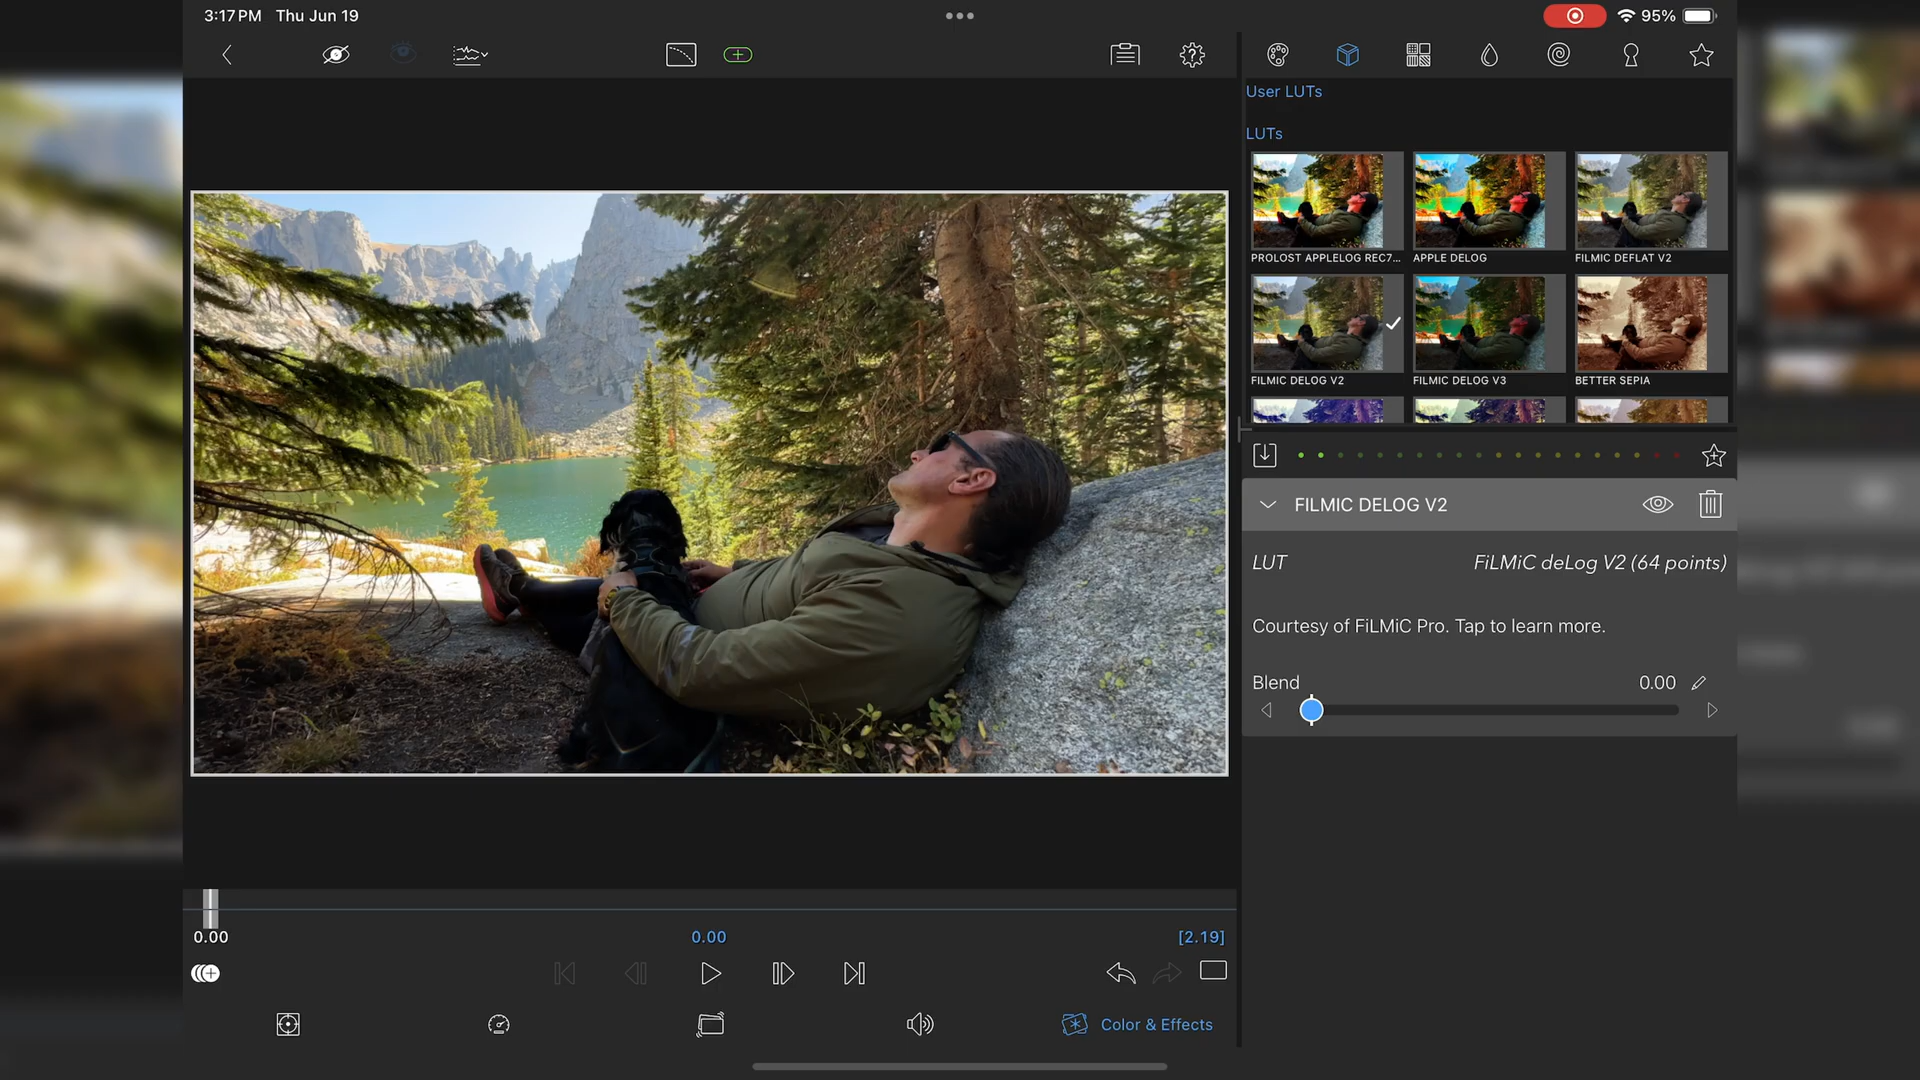 3:17 PM Thu Jun 19
95%
User LUTs
LUTs
PROLOST APPLELOG REC7...
APPLE DELOG
FILMIC DEFLAT V2
FILMIC DELOG V2
FILMIC DELOG V3
BETTER SEPIA
FILMIC DELOG V2
LUT
FiLMiC deLog V2 (64 points)
Courtesy of FiLMiC Pro. Tap to learn more.
Blend
0.00
0.00
0.00
[2.19]
Color & Effects